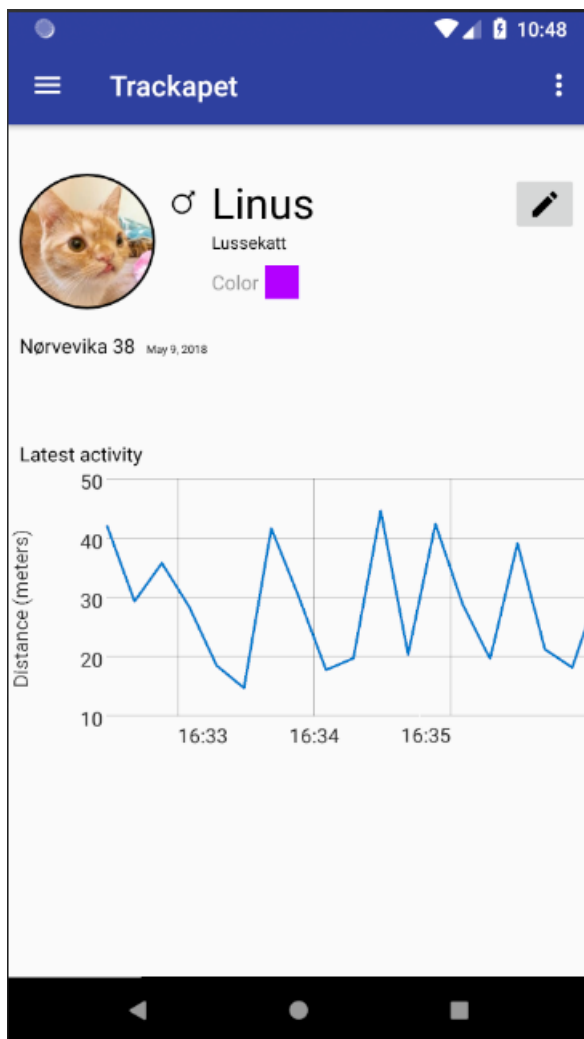 10:48
Trackapet
Linus
Lussekatt
Color
Nørvevika 38 May 9, 2018
Latest activity
50
40
30
20
10
Distance (meters)
16:33 16:34 16:35